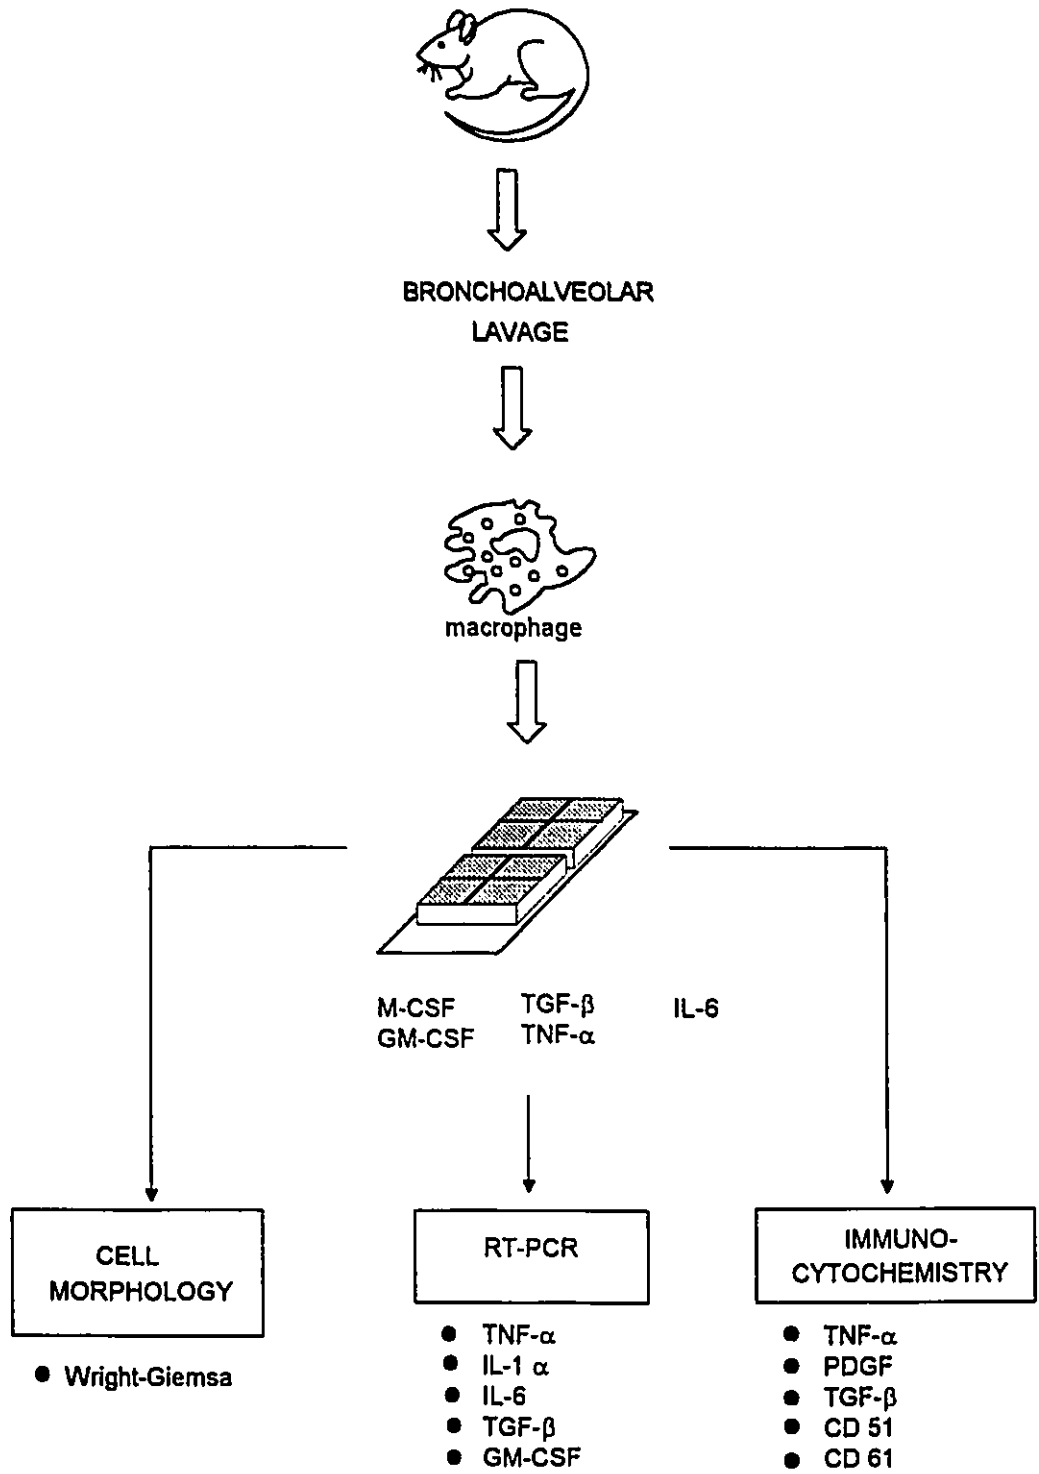 BRONCHOALVEOLAR
LAVAGE
macrophage
M-CSF TGF-β IL-6
GM-CSF TNF-α
CELL
MORPHOLOGY
● Wright-Giemsa
RT-PCR
● TNF-α
● IL-1 α
● IL-6
● TGF-β
● GM-CSF
IMMUNO-
CYTOCHEMISTRY
● TNF-α
● PDGF
● TGF-β
● CD 51
● CD 61